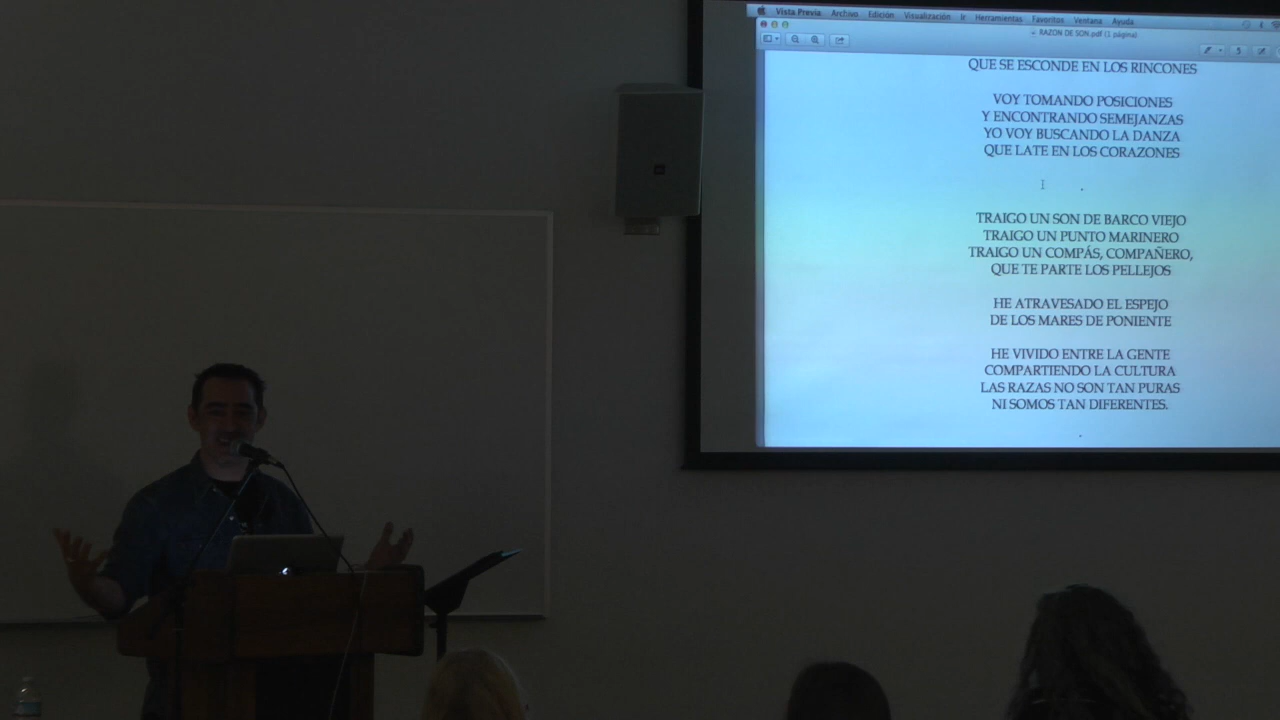 Vista Previa Archivo Edición Visualización Ir Herramientas Favoritos Ventana Ayuda
RAZON DE SON.pdf (1 página)
QUE SE ESCONDE EN LOS RINCONES
VOY TOMANDO POSICIONES
Y ENCONTRANDO SEMEJANZAS
YO VOY BUSCANDO LA DANZA
QUE LATE EN LOS CORAZONES
TRAIGO UN SON DE BARCO VIEJO
TRAIGO UN PUNTO MARINERO
TRAIGO UN COMPÁS, COMPAÑERO,
QUE TE PARTE LOS PELLEJOS
HE ATRAVESADO EL ESPEJO
DE LOS MARES DE PONIENTE
HE VIVIDO ENTRE LA GENTE
COMPARTIENDO LA CULTURA
LAS RAZAS NO SON TAN PURAS
NI SOMOS TAN DIFERENTES.